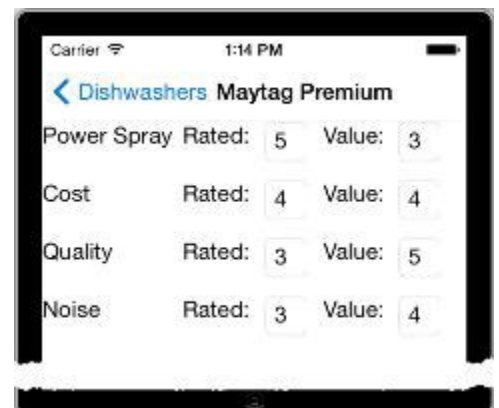 Carrier 1:14 PM
Dishwashers Maytag Premium
Power Spray Rated: 5 Value: 3
Cost Rated: 4 Value: 4
Quality Rated: 3 Value: 5
Noise Rated: 3 Value: 4